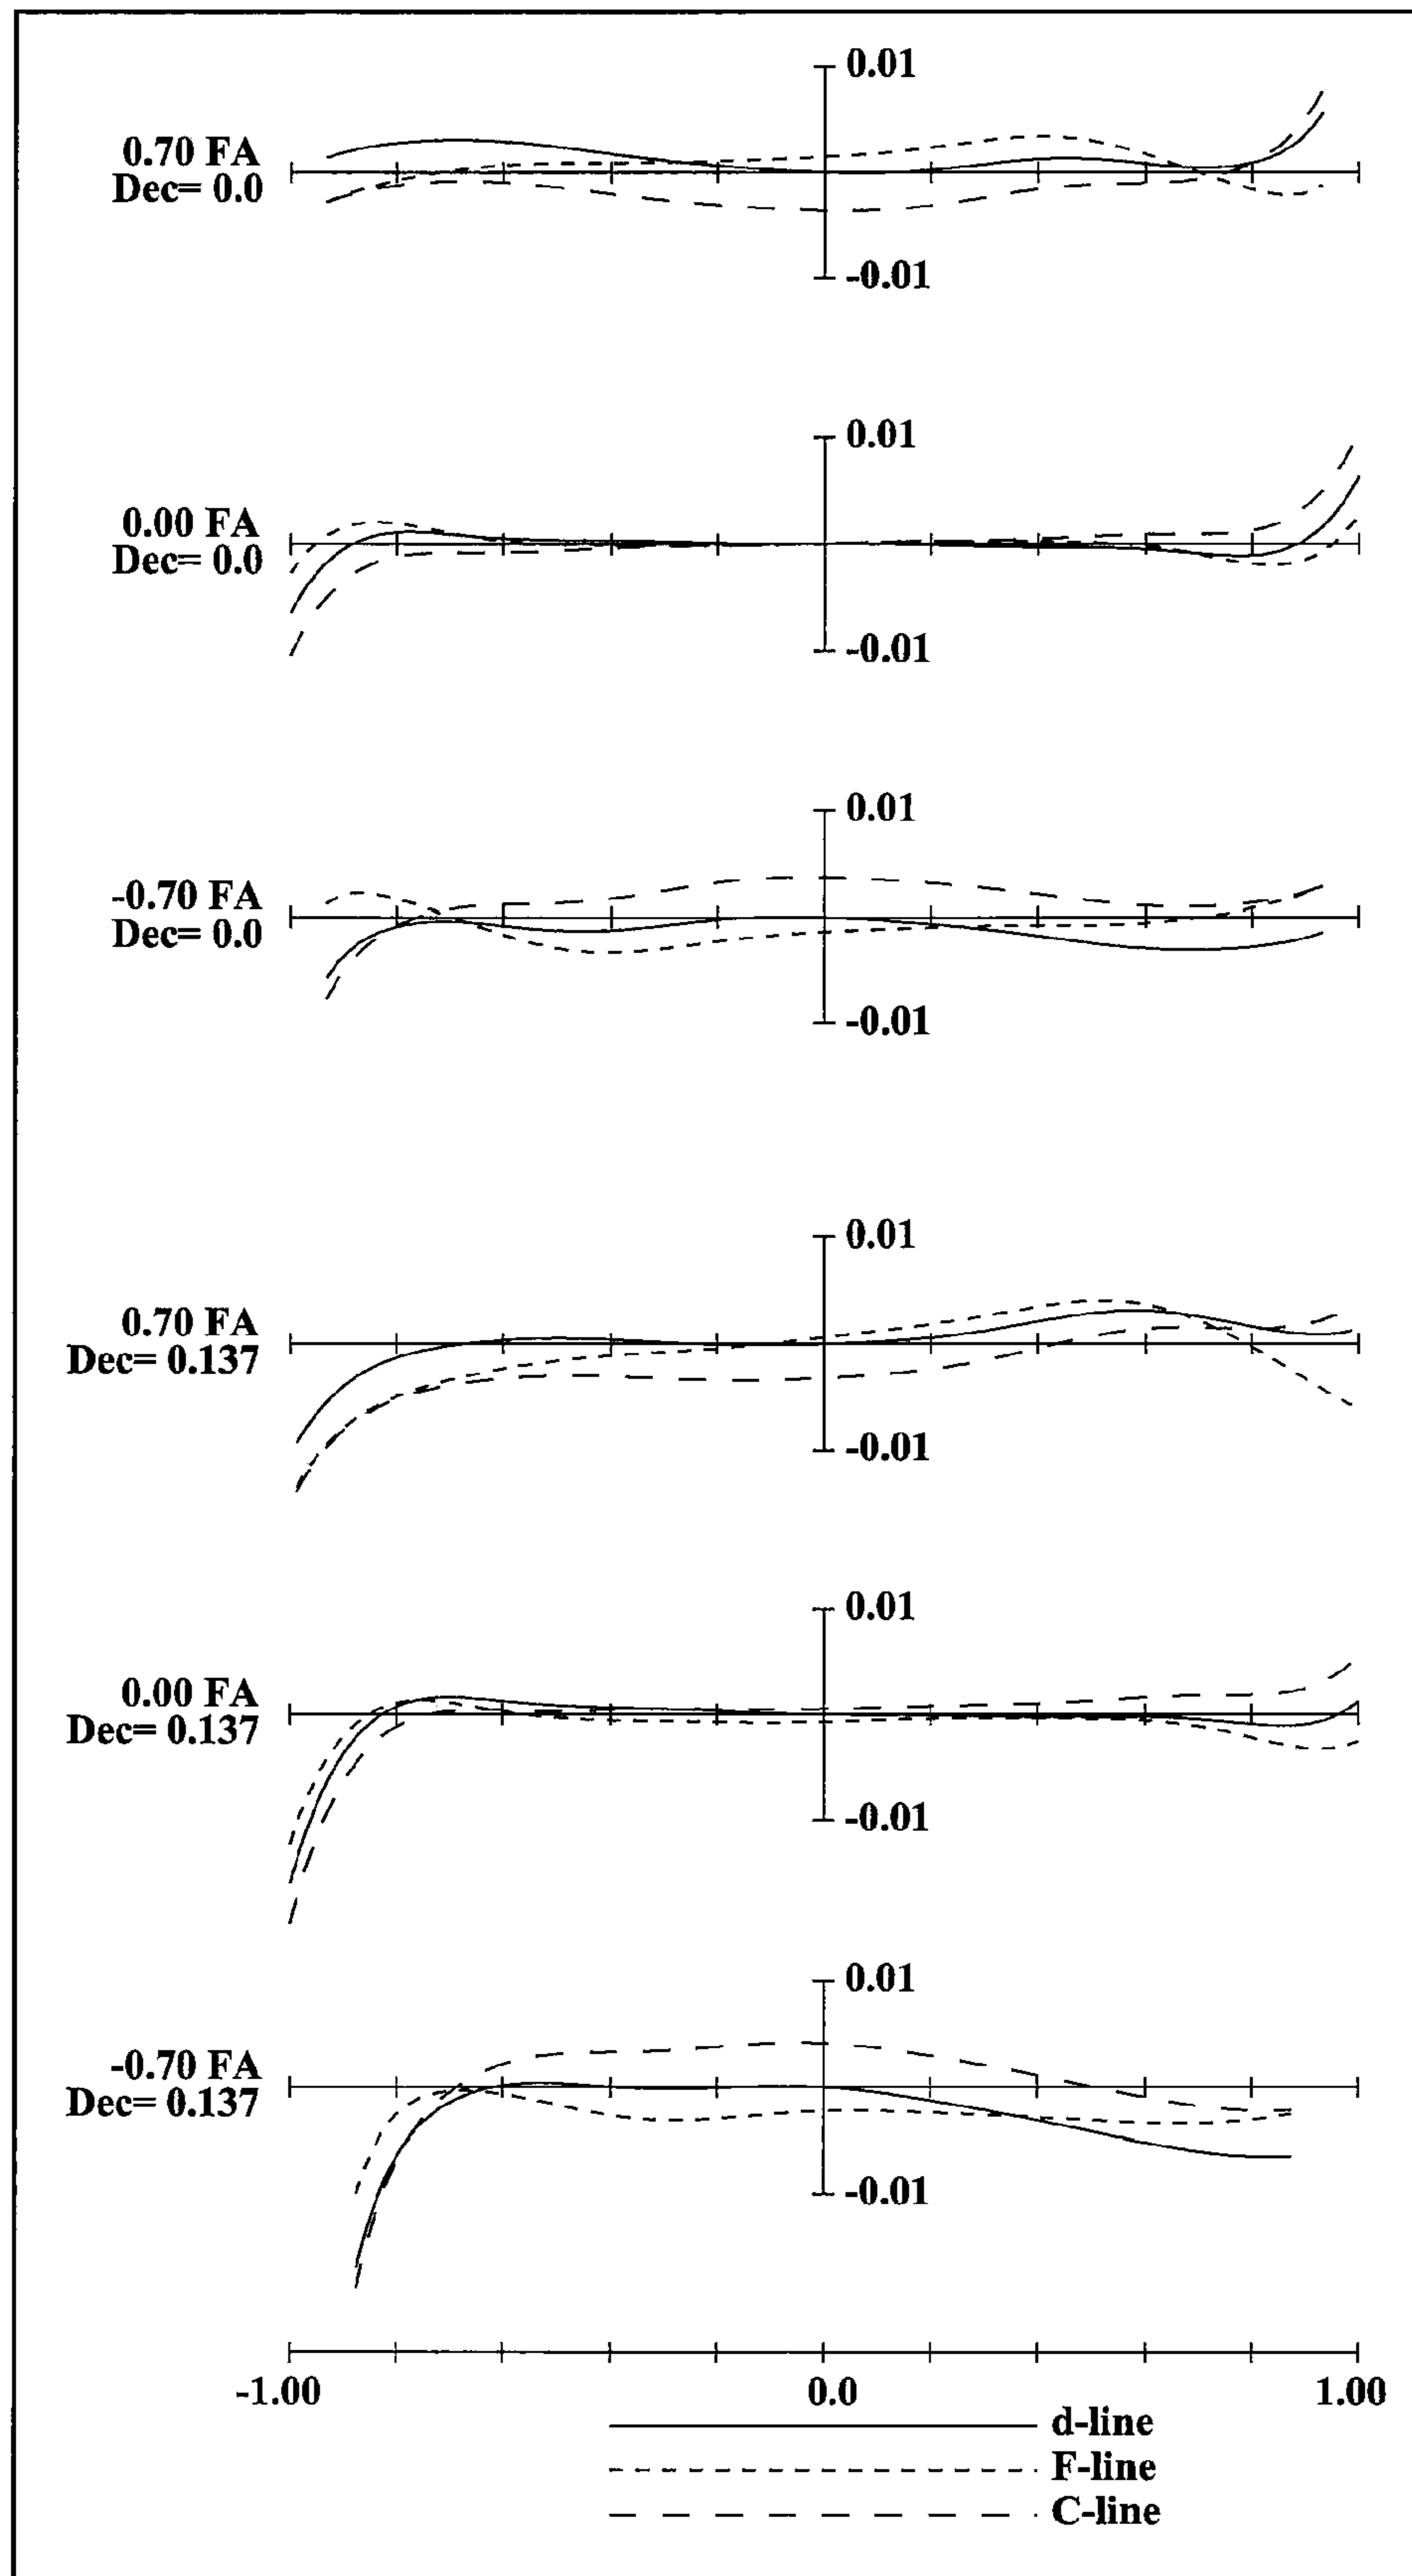 0.01
0.70 FA
Dec= 0.0
-0.01
0.01
0.00 FA
Dec= 0.0
-0.01
0.01
-0.70 FA
Dec= 0.0
-0.01
0.01
0.70 FA
Dec= 0.137
-0.01
0.01
0.00 FA
Dec= 0.137
-0.01
0.01
-0.70 FA
Dec= 0.137
-0.01
-1.00 0.0 1.00
d-line
F-line
C-line